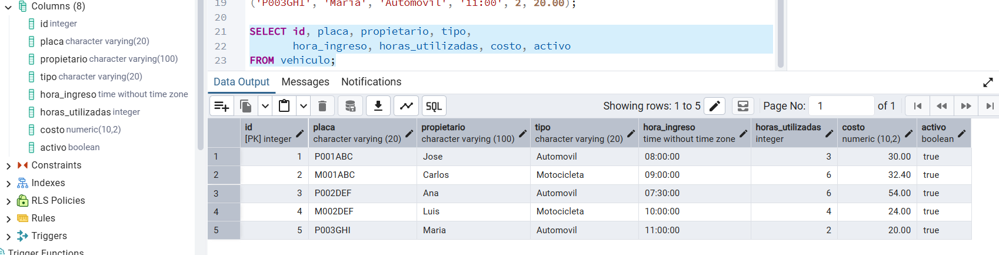 Columns (8)
id integer
placa character varying(20)
propietario character varying(100)
tipo character varying(20)
hora_ingreso time without time zone
horas_utilizadas integer
costo numeric(10,2)
activo boolean
Constraints
Indexes
RLS Policies
Rules
Triggers
Trigger Functions
19 ('P003GHI', 'Maria', 'Automovil', '11:00', 2, 20.00);
20
21 SELECT id, placa, propietario, tipo,
22 hora_ingreso, horas_utilizadas, costo, activo
23 FROM vehiculo;
Data Output Messages Notifications
SQL Showing rows: 1 to 5 Page No: 1 of 1
id placa propietario tipo hora_ingreso horas_utilizadas costo activo
[PK] integer character varying (20) character varying (100) character varying (20) time without time zone integer numeric (10,2) boolean
1 1 P001ABC Jose Automovil 08:00:00 3 30.00 true
2 2 M001ABC Carlos Motocicleta 09:00:00 6 32.40 true
3 3 P002DEF Ana Automovil 07:30:00 6 54.00 true
4 4 M002DEF Luis Motocicleta 10:00:00 4 24.00 true
5 5 P003GHI Maria Automovil 11:00:00 2 20.00 true